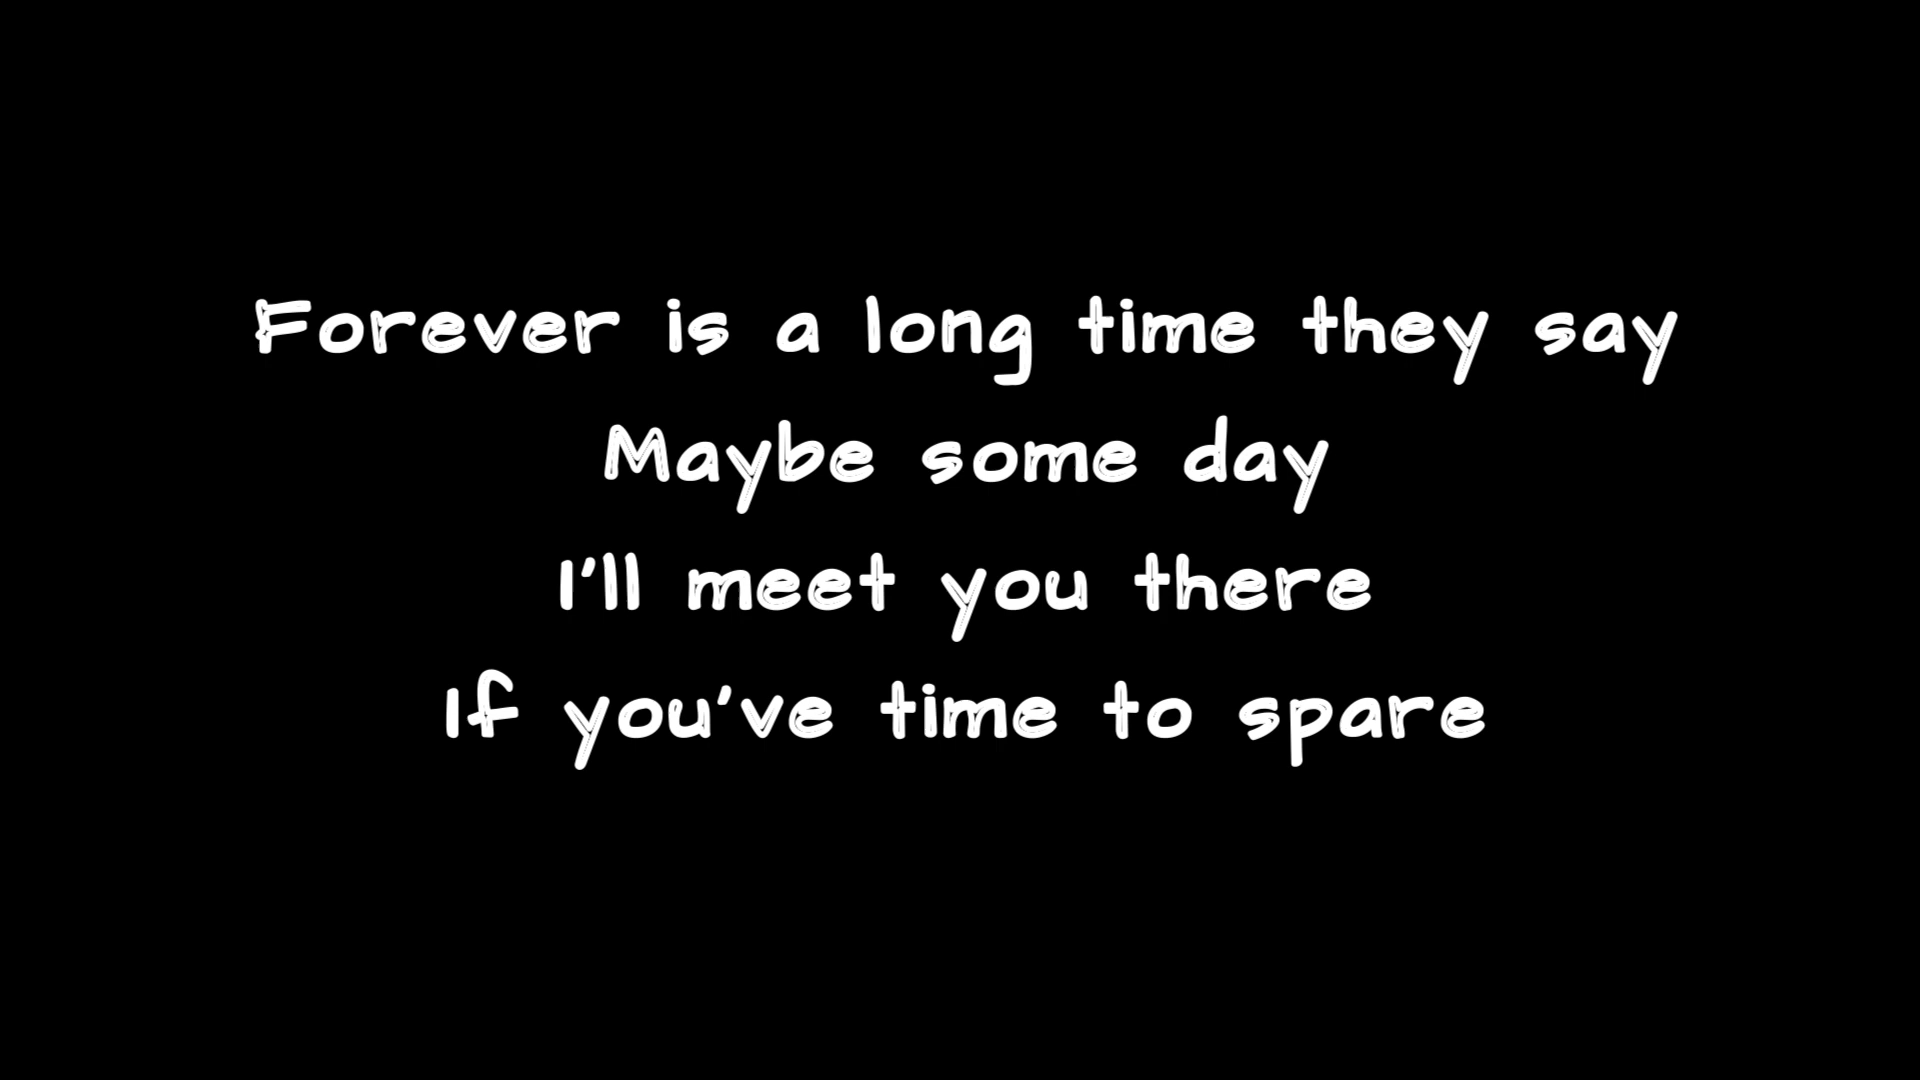 Forever is a long time they say
Maybe some day
I'll meet you there
If you've time to spare